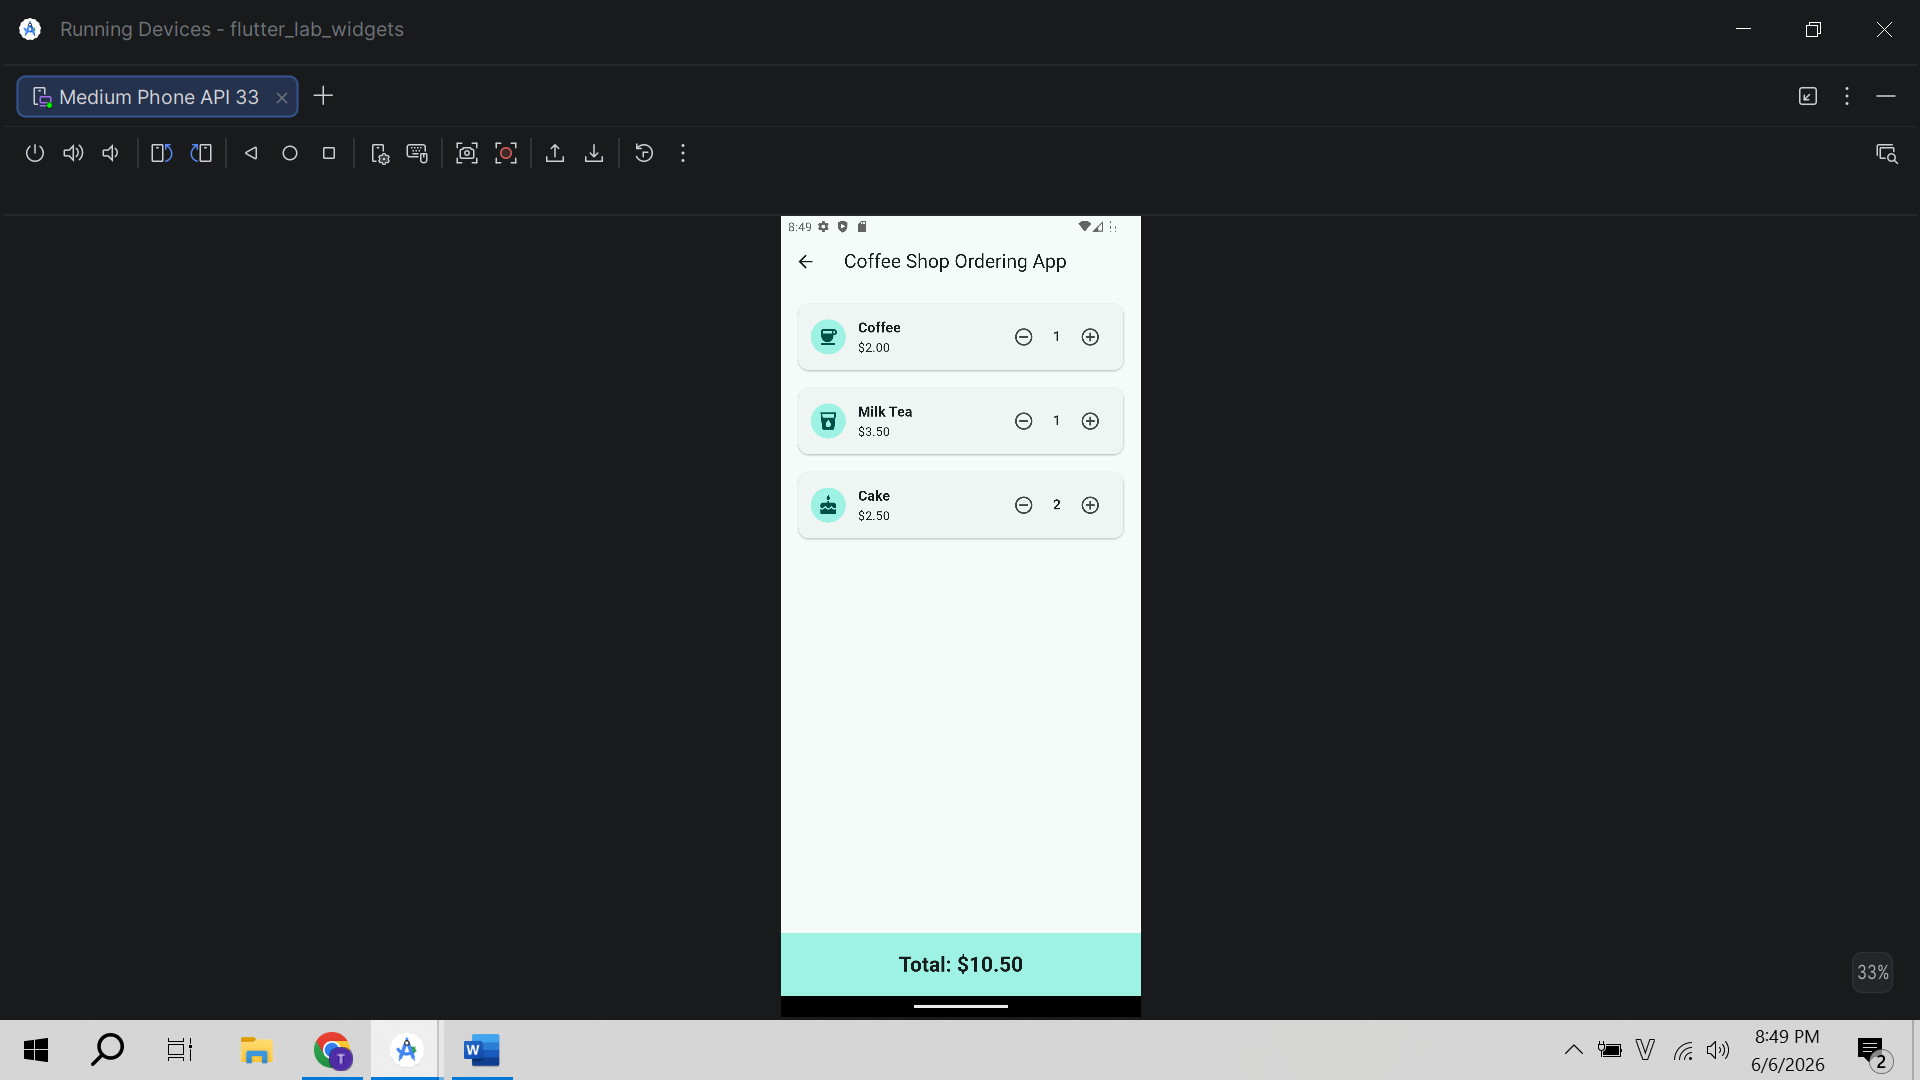 Running Devices - flutter_lab_widgets
Medium Phone API 33
8:49
Coffee Shop Ordering App
Coffee
$2.00
1
Milk Tea
$3.50
1
Cake
$2.50
2
Total: $10.50
33%
T
W
8:49 PM
6/6/2026
2